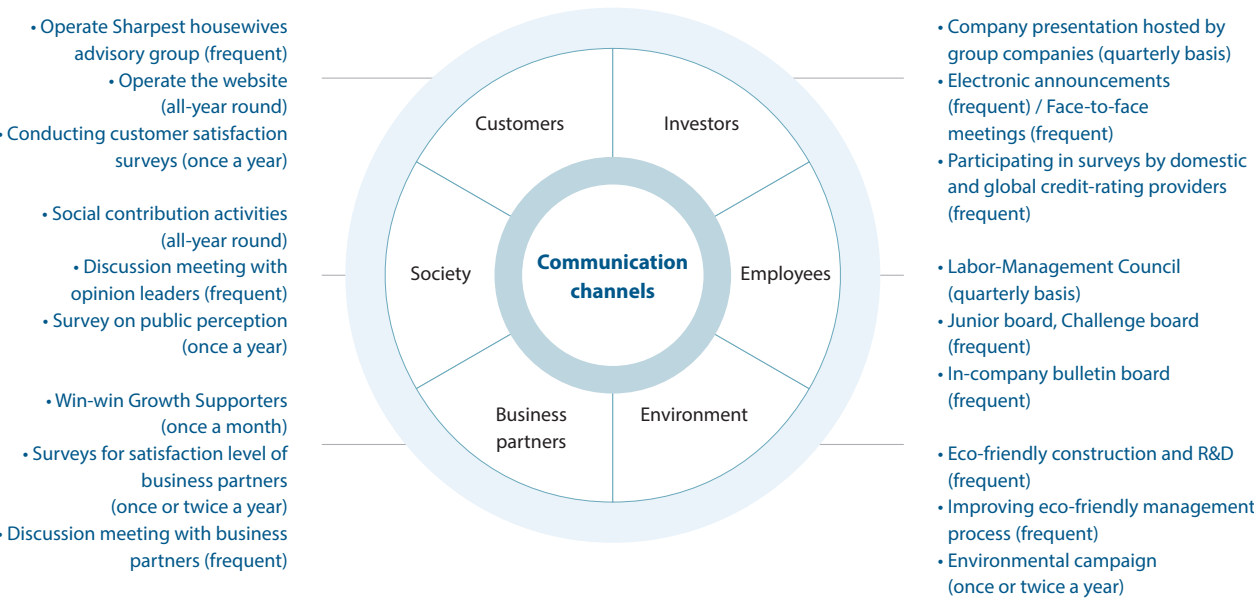 • Operate Sharpest housewives
advisory group (frequent)
• Operate the website
(all-year round)
• Conducting customer satisfaction
surveys (once a year)
• Social contribution activities
(all-year round)
• Discussion meeting with
opinion leaders (frequent)
• Survey on public perception
(once a year)
• Win-win Growth Supporters
(once a month)
• Surveys for satisfaction level of
business partners
(once or twice a year)
• Discussion meeting with business
partners (frequent)
Customers
Investors
Society
Communication
channels
Employees
Business
partners
Environment
• Company presentation hosted by
group companies (quarterly basis)
• Electronic announcements
(frequent) / Face-to-face
meetings (frequent)
• Participating in surveys by domestic
and global credit-rating providers
(frequent)
• Labor-Management Council
(quarterly basis)
• Junior board, Challenge board
(frequent)
• In-company bulletin board
(frequent)
• Eco-friendly construction and R&D
(frequent)
• Improving eco-friendly management
process (frequent)
• Environmental campaign
(once or twice a year)